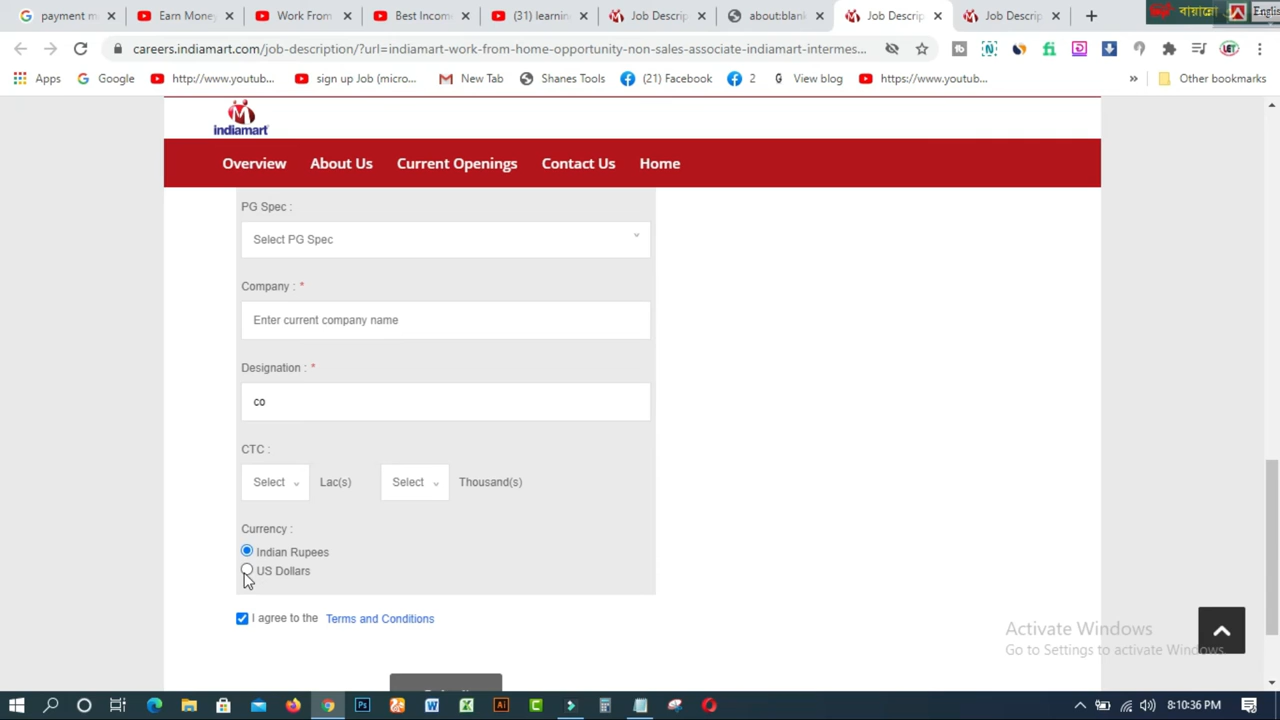 payment m
Earn Money
Work From
Best Incom
job Descrip
about:blan
Job Descrip
Job Descrip
বায়ান্নো
Englis
careers.indiamart.com/job-description/?url=indiamart-work-from-home-opportunity-non-sales-associate-indiamart-intermes...
Apps
Google
http://www.youtub...
sign up Job (micro...
New Tab
Shanes Tools
(21) Facebook
2
View blog
https://www.youtub...
Other bookmarks
indiamart
Overview
About Us
Current Openings
Contact Us
Home
PG Spec :
Select PG Spec
Company : *
Enter current company name
Designation : *
co
CTC :
Select
Lac(s)
Select
Thousand(s)
Currency :
Indian Rupees
US Dollars
I agree to the Terms and Conditions
Activate Windows
Go to Settings to activate Windows.
8:10:36 PM